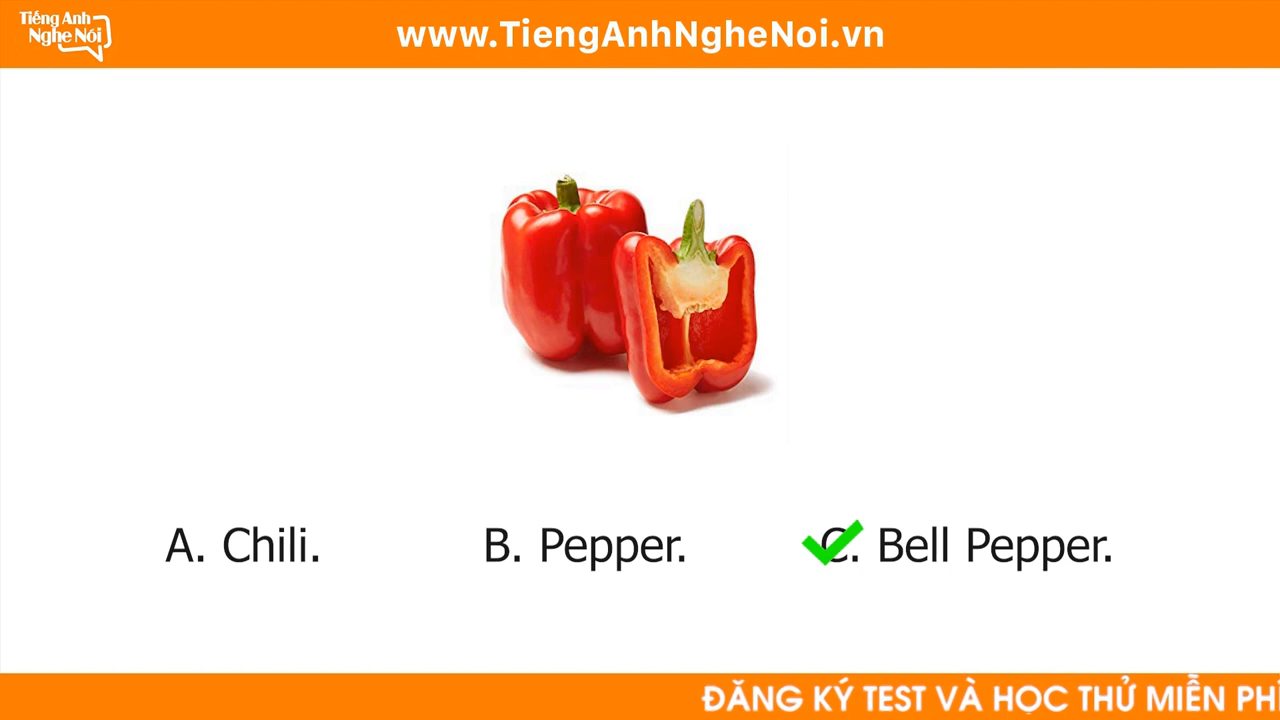 Tiếng Anh
Nghe Nói
www.TiengAnhNgheNoi.vn
A. Chili.
B. Pepper.
C. Bell Pepper.
ĐĂNG KÝ TEST VÀ HỌC THỬ MIỄN PHÍ